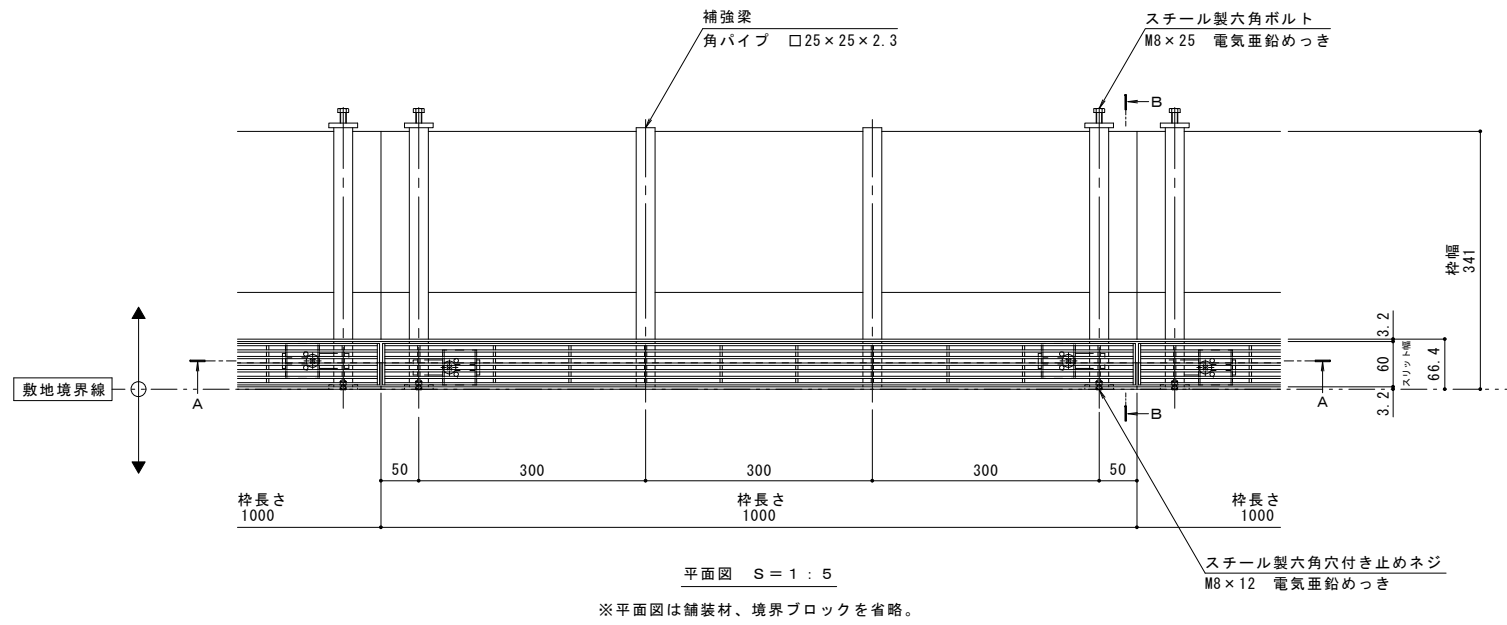 補強梁
角パイプ　□25×25×2.3
スチール製六角ボルト
M8×25　電気亜鉛めっき
B
枠幅
341
3.2
60
スリット幅
66.4
3.2
敷地境界線
A
A
B
50
300
300
300
50
枠長さ
1000
枠長さ
1000
枠長さ
1000
スチール製六角穴付き止めネジ
M8×12　電気亜鉛めっき
平面図　S＝1：5
※平面図は舗装材、境界ブロックを省略。